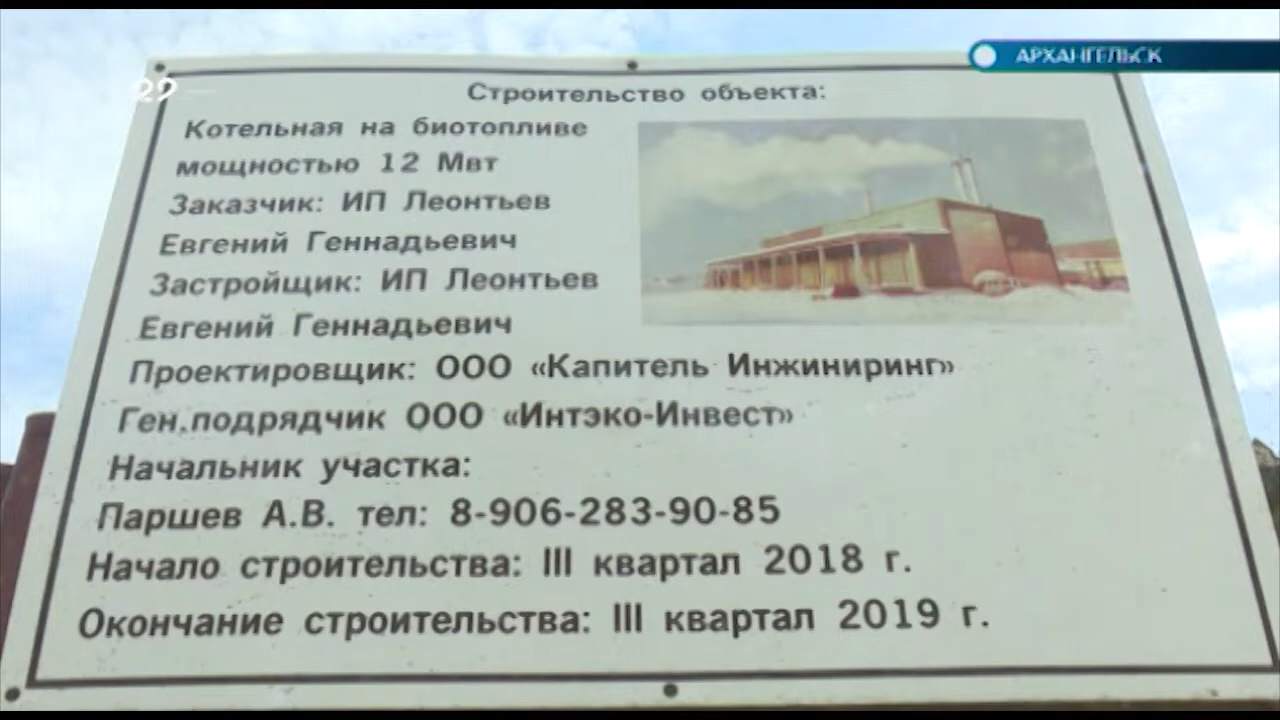 АРХАНГЕЛЬСК
29
Строительство объекта:
Котельная на биотопливе
мощностью 12 Мвт
Заказчик: ИП Леонтьев
Евгений Геннадьевич
Застройщик: ИП Леонтьев
Евгений Геннадьевич
Проектировщик: ООО «Капитель Инжиниринг»
Ген.подрядчик ООО «Интэко-Инвест»
Начальник участка:
Паршев А.В. тел: 8-906-283-90-85
Начало строительства: III квартал 2018 г.
Окончание строительства: III квартал 2019 г.